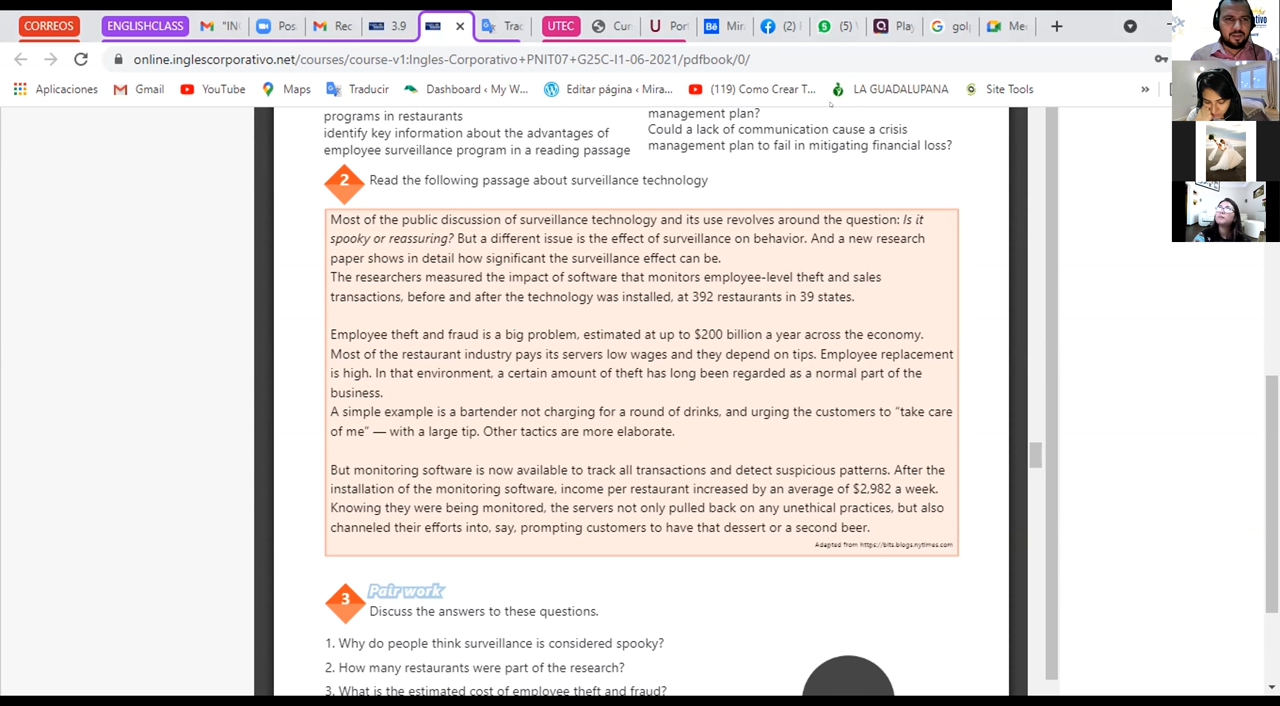 CORREOS
ENGLISHCLASS
"IN
Pos
Rec
3.9
Trad
UTEC
Cur
Por
Mir
(2)
(5)
Pla
gol
Me
online.inglescorporativo.net/courses/course-v1:Ingles-Corporativo+PNIT07+G25C-I1-06-2021/pdfbook/0/
Aplicaciones
Gmail
YouTube
Maps
Traducir
Dashboard ‹ My W...
Editar página ‹ Mira...
(119) Como Crear T...
LA GUADALUPANA
Site Tools
»
programs in restaurants
identify key information about the advantages of
employee surveillance program in a reading passage
management plan?
Could a lack of communication cause a crisis
management plan to fail in mitigating financial loss?
2
Read the following passage about surveillance technology
Most of the public discussion of surveillance technology and its use revolves around the question: Is it
spooky or reassuring? But a different issue is the effect of surveillance on behavior. And a new research
paper shows in detail how significant the surveillance effect can be.
The researchers measured the impact of software that monitors employee-level theft and sales
transactions, before and after the technology was installed, at 392 restaurants in 39 states.
Employee theft and fraud is a big problem, estimated at up to $200 billion a year across the economy.
Most of the restaurant industry pays its servers low wages and they depend on tips. Employee replacement
is high. In that environment, a certain amount of theft has long been regarded as a normal part of the
business.
A simple example is a bartender not charging for a round of drinks, and urging the customers to “take care
of me” — with a large tip. Other tactics are more elaborate.
But monitoring software is now available to track all transactions and detect suspicious patterns. After the
installation of the monitoring software, income per restaurant increased by an average of $2,982 a week.
Knowing they were being monitored, the servers not only pulled back on any unethical practices, but also
channeled their efforts into, say, prompting customers to have that dessert or a second beer.
Adapted from https://bits.blogs.nytimes.com
3
Pair work
Discuss the answers to these questions.
1. Why do people think surveillance is considered spooky?
2. How many restaurants were part of the research?
3. What is the estimated cost of employee theft and fraud?